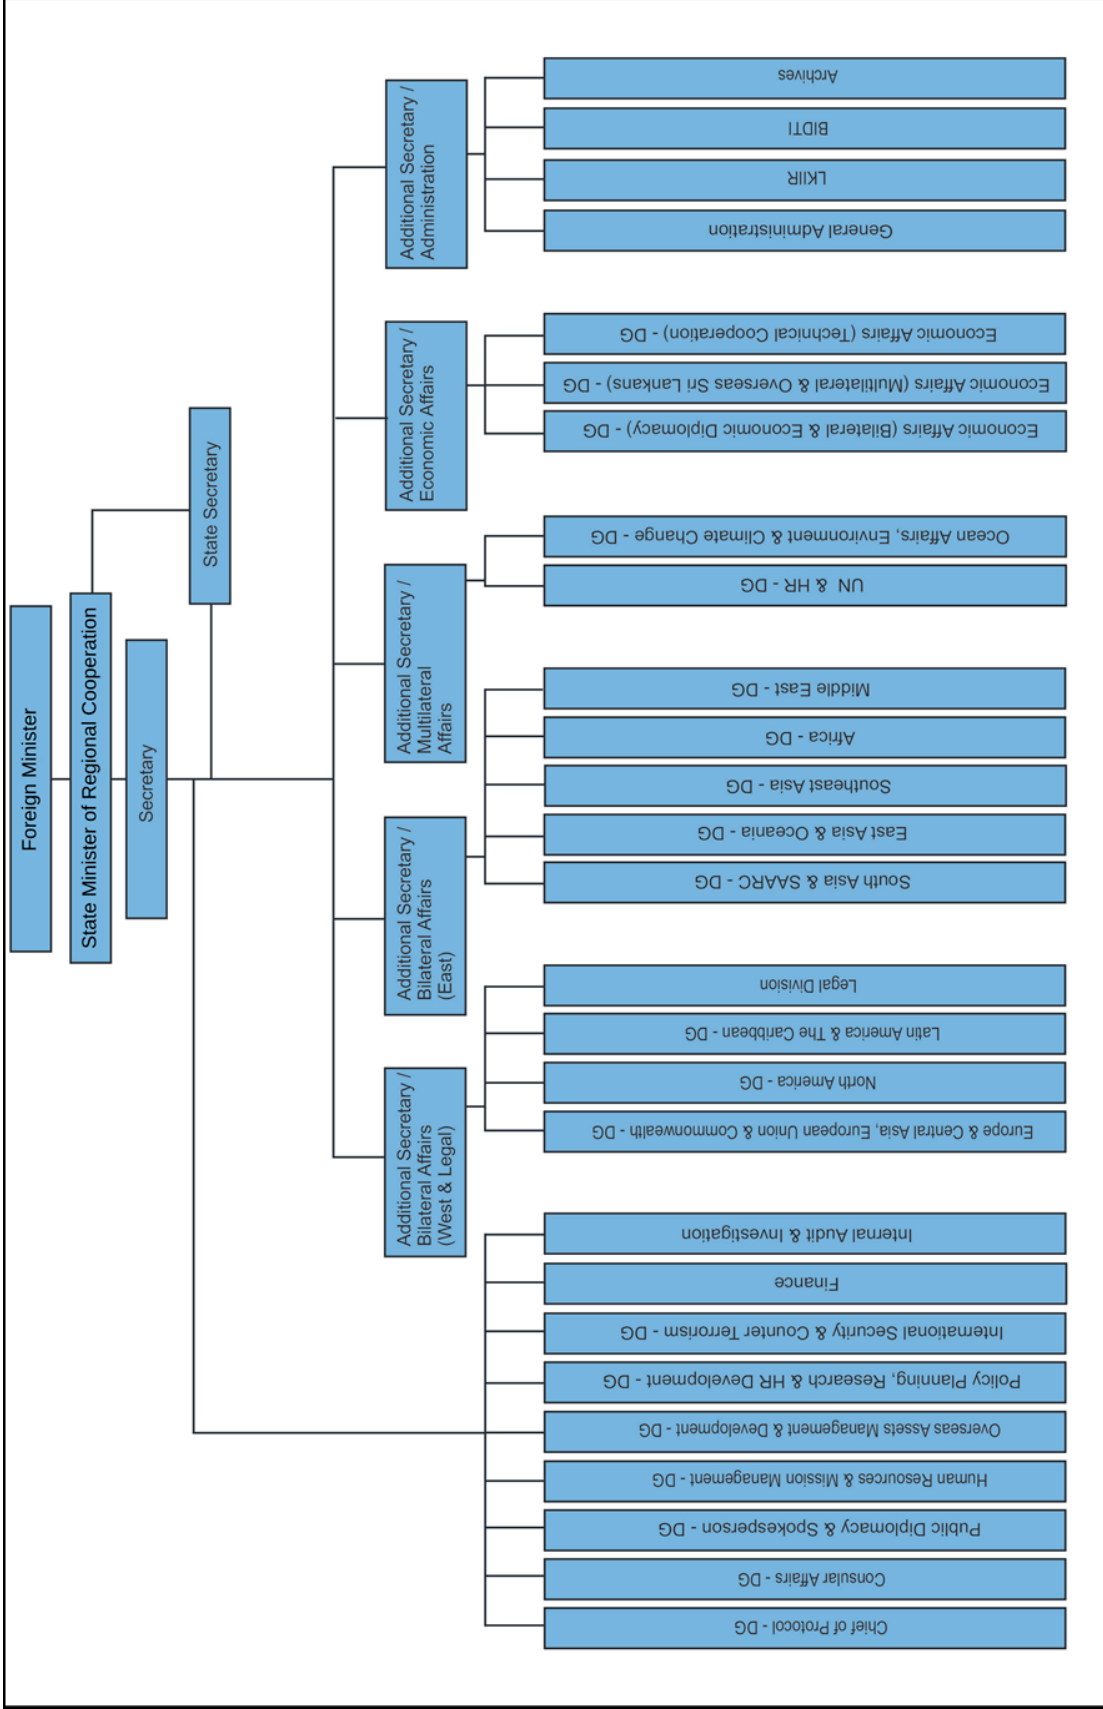 Foreign Minister
State Minister of Regional Cooperation
Secretary
State Secretary
Additional Secretary /
Bilateral Affairs
(West & Legal)
Additional Secretary /
Bilateral Affairs
(East)
Additional Secretary /
Multilateral
Affairs
Additional Secretary /
Economic Affairs
Additional Secretary /
Administration
Chief of Protocol - DG
Consular Affairs - DG
Public Diplomacy & Spokesperson - DG
Human Resources & Mission Management - DG
Overseas Assets Management & Development - DG
Policy Planning, Research & HR Development - DG
International Security & Counter Terrorism - DG
Finance
Internal Audit & Investigation
Europe & Central Asia, European Union & Commonwealth - DG
North America - DG
Latin America & The Caribbean - DG
Legal Division
South Asia & SAARC - DG
East Asia & Oceania - DG
Southeast Asia - DG
Africa - DG
Middle East - DG
UN & HR - DG
Ocean Affairs, Environment & Climate Change - DG
Economic Affairs (Bilateral & Economic Diplomacy) - DG
Economic Affairs (Multilateral & Overseas Sri Lankans) - DG
Economic Affairs (Technical Cooperation) - DG
General Administration
LKIIR
BIDTI
Archives